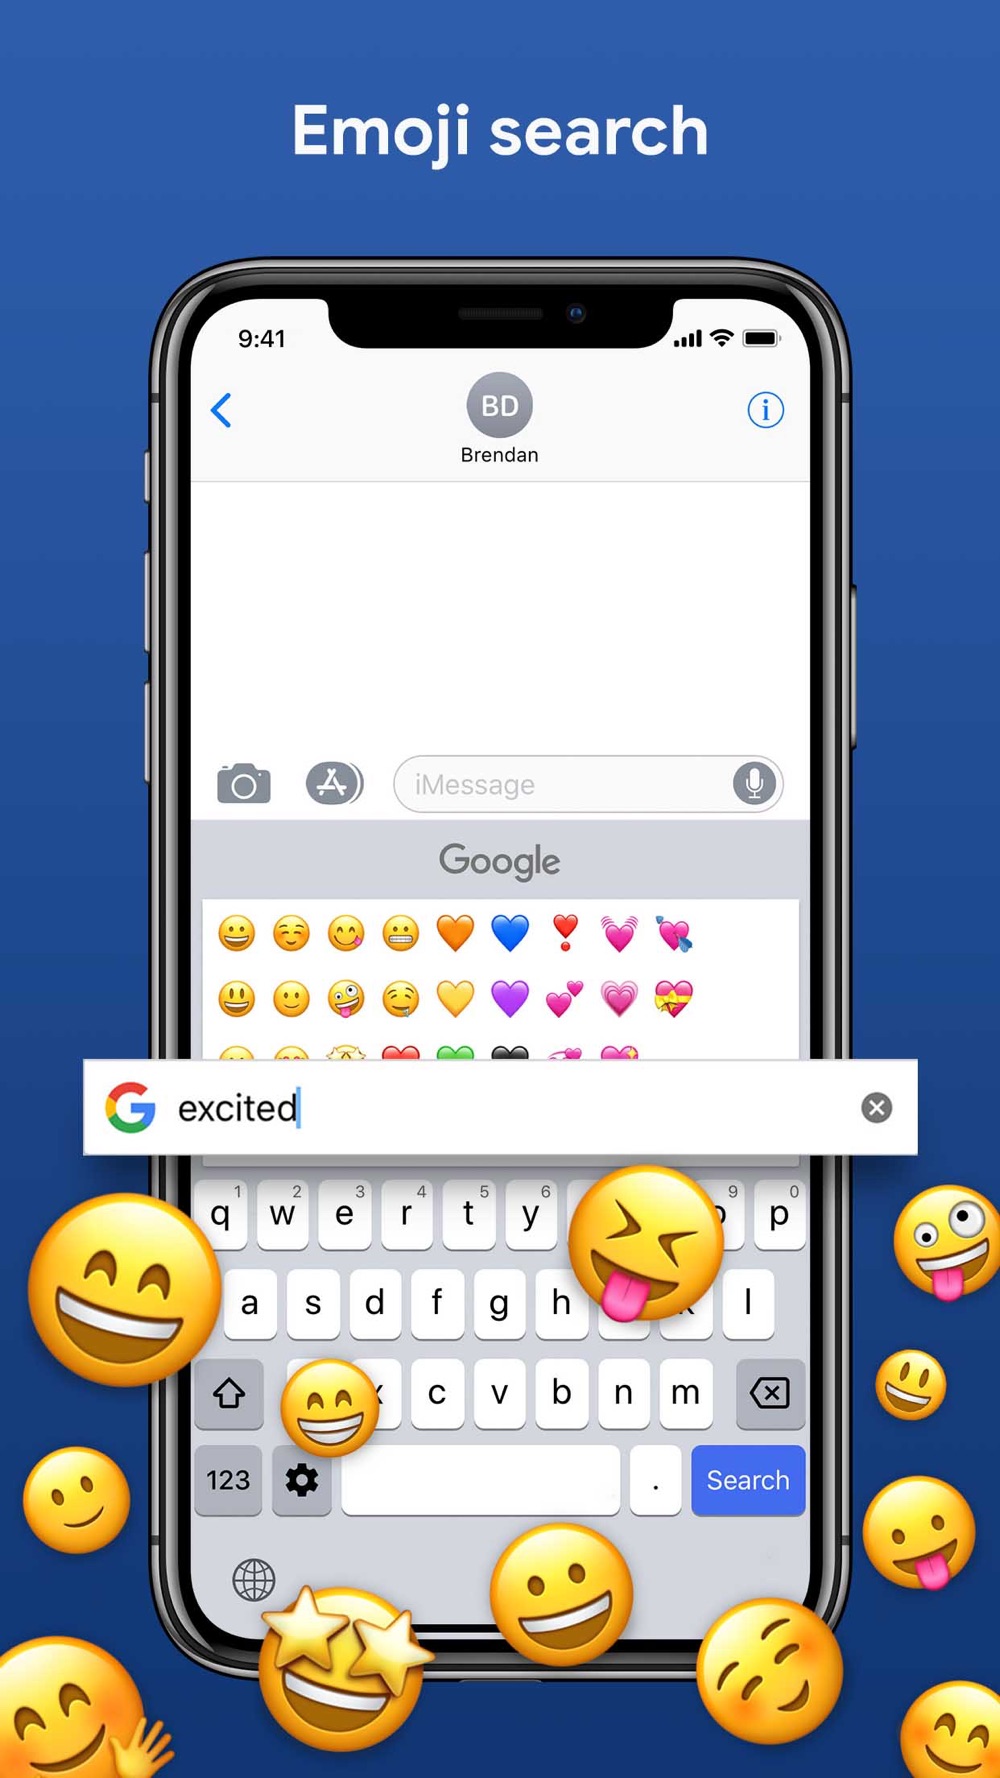 Emoji search
9:41
BD
Brendan
i
iMessage
Google
G excited
1 2 3 4 5 6 9 0
q w e r t y p
a s d f g h l
c v b n m
123 . Search